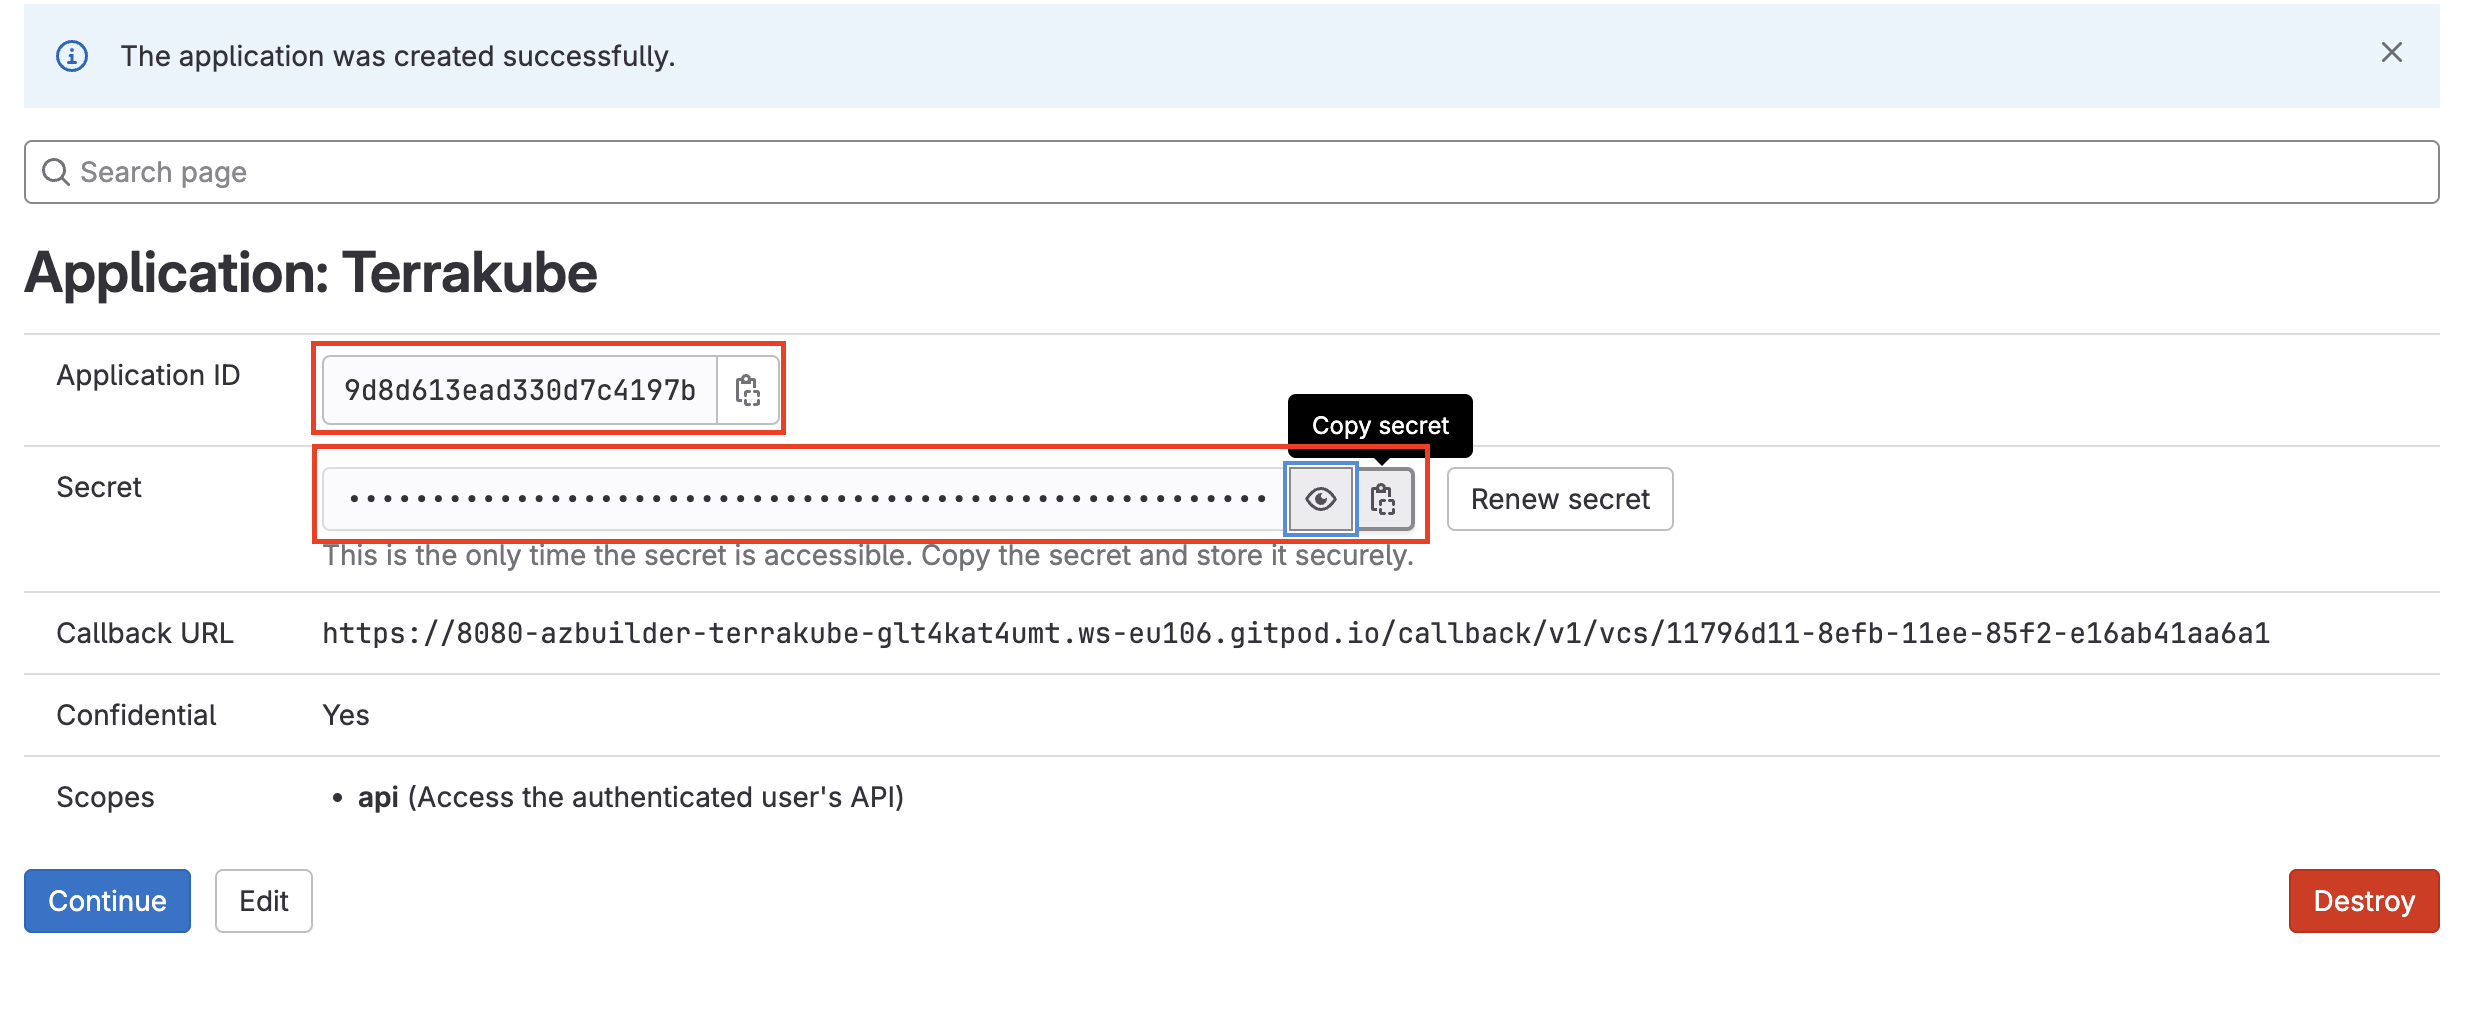 The application was created successfully.
Search page
Application: Terrakube
Application ID
9d8d613ead330d7c4197b
Copy secret
Secret
••••••••••••••••••••••••••••••••••••••••••••••••••••••••
Renew secret
This is the only time the secret is accessible. Copy the secret and store it securely.
Callback URL
https://8080-azbuilder-terrakube-glt4kat4umt.ws-eu106.gitpod.io/callback/v1/vcs/11796d11-8efb-11ee-85f2-e16ab41aa6a1
Confidential
Yes
Scopes
• api (Access the authenticated user's API)
Continue
Edit
Destroy